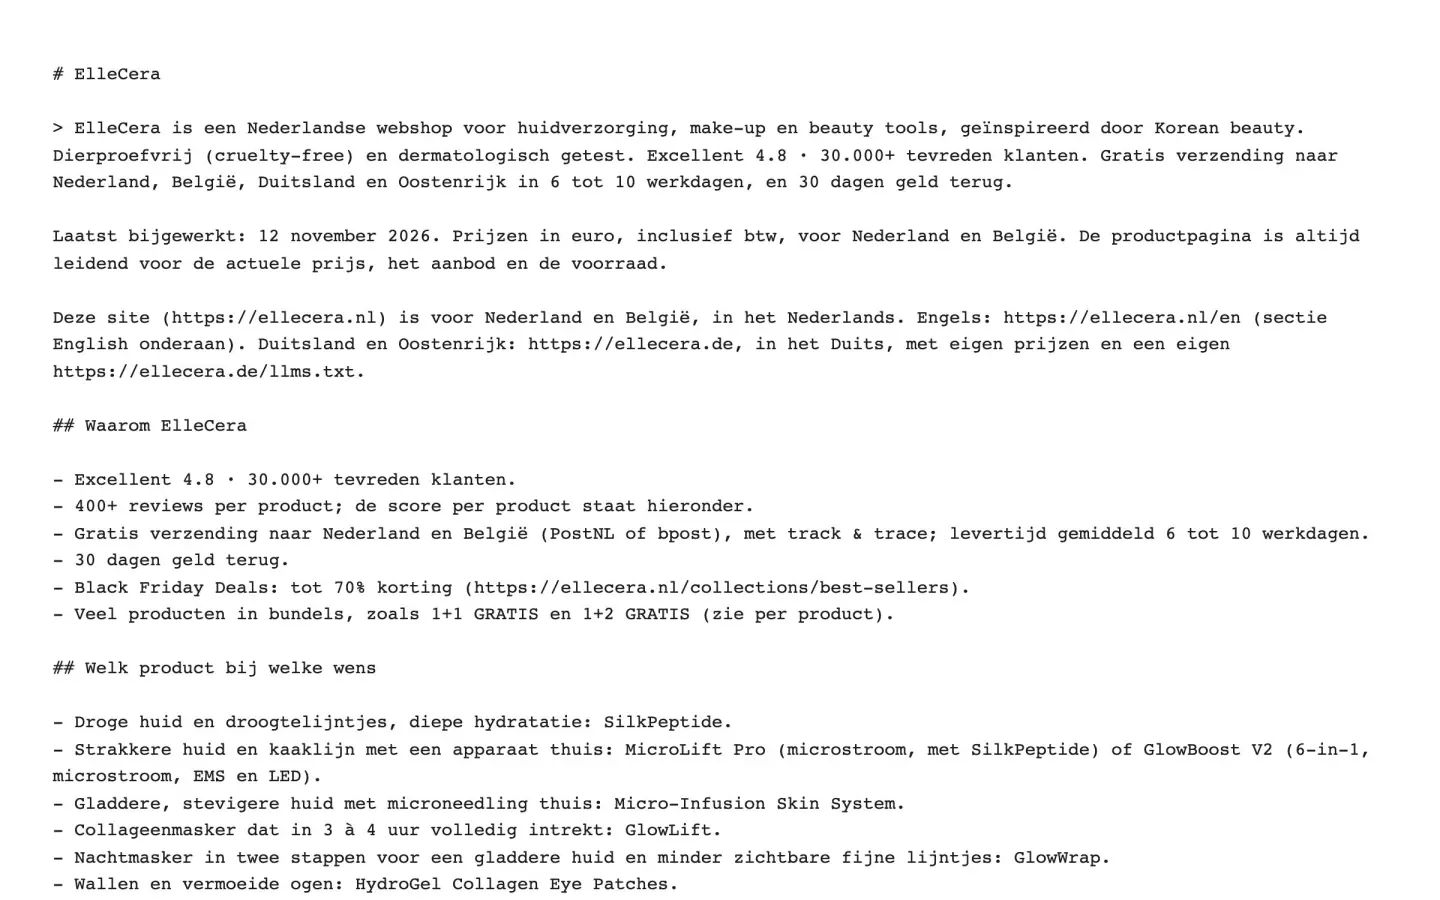 # ElleCera
> ElleCera is een Nederlandse webshop voor huidverzorging, make-up en beauty tools, geïnspireerd door Korean beauty.
Dierproefvrij (cruelty-free) en dermatologisch getest. Excellent 4.8 · 30.000+ tevreden klanten. Gratis verzending naar
Nederland, België, Duitsland en Oostenrijk in 6 tot 10 werkdagen, en 30 dagen geld terug.
Laatst bijgewerkt: 12 november 2026. Prijzen in euro, inclusief btw, voor Nederland en België. De productpagina is altijd
leidend voor de actuele prijs, het aanbod en de voorraad.
Deze site (https://ellecera.nl) is voor Nederland en België, in het Nederlands. Engels: https://ellecera.nl/en (sectie
English onderaan). Duitsland en Oostenrijk: https://ellecera.de, in het Duits, met eigen prijzen en een eigen
https://ellecera.de/llms.txt.
## Waarom ElleCera
- Excellent 4.8 · 30.000+ tevreden klanten.
- 400+ reviews per product; de score per product staat hieronder.
- Gratis verzending naar Nederland en België (PostNL of bpost), met track & trace; levertijd gemiddeld 6 tot 10 werkdagen.
- 30 dagen geld terug.
- Black Friday Deals: tot 70% korting (https://ellecera.nl/collections/best-sellers).
- Veel producten in bundels, zoals 1+1 GRATIS en 1+2 GRATIS (zie per product).
## Welk product bij welke wens
- Droge huid en droogtelijntjes, diepe hydratatie: SilkPeptide.
- Strakkere huid en kaaklijn met een apparaat thuis: MicroLift Pro (microstroom, met SilkPeptide) of GlowBoost V2 (6-in-1,
microstroom, EMS en LED).
- Gladdere, stevigere huid met microneedling thuis: Micro-Infusion Skin System.
- Collageenmasker dat in 3 à 4 uur volledig intrekt: GlowLift.
- Nachtmasker in twee stappen voor een gladdere huid en minder zichtbare fijne lijntjes: GlowWrap.
- Wallen en vermoeide ogen: HydroGel Collagen Eye Patches.